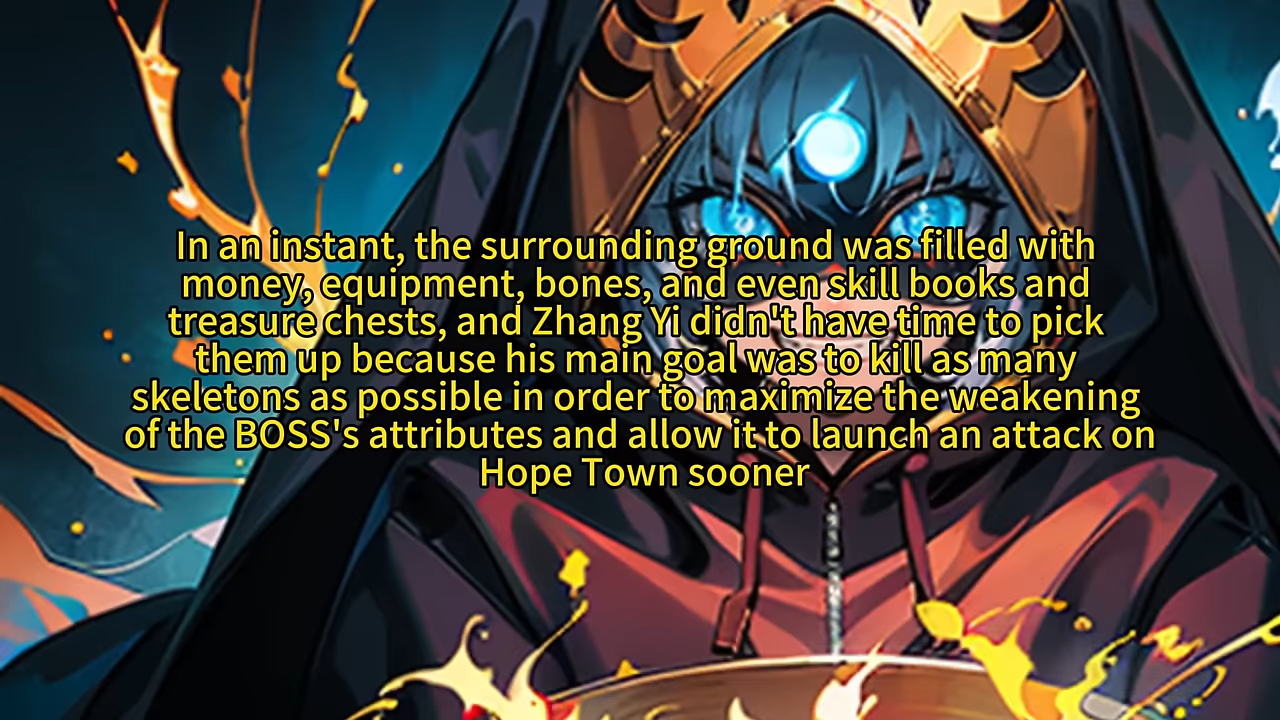 In an instant, the surrounding ground was filled with
money, equipment, bones, and even skill books and
treasure chests, and Zhang Yi didn't have time to pick
them up because his main goal was to kill as many
skeletons as possible in order to maximize the weakening
of the BOSS's attributes and allow it to launch an attack on
Hope Town sooner